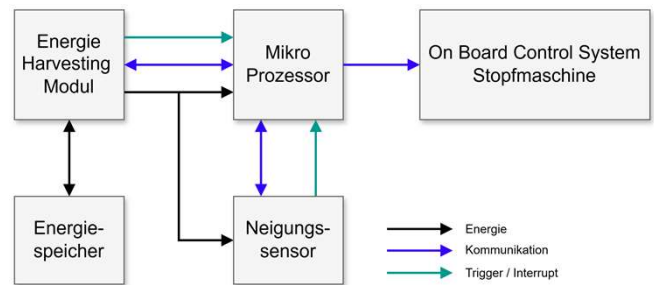 Energie
Harvesting
Modul
Mikro
Prozessor
On Board Control System
Stopfmaschine
Energie-
speicher
Neigungs-
sensor
Energie
Kommunikation
Trigger / Interrupt